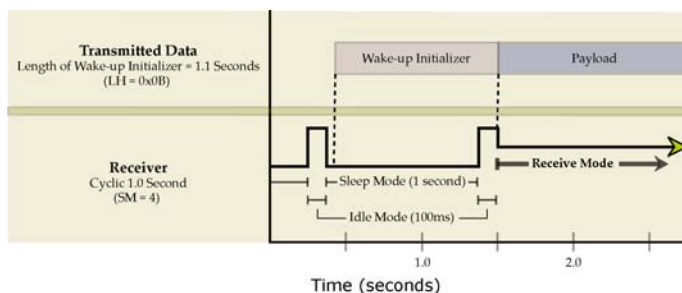 Transmitted Data
Length of Wake-up Initializer = 1.1 Seconds
(LH = 0x0B)
Wake-up Initializer
Payload
Receiver
Cyclic 1.0 Second
(SM = 4)
Sleep Mode (1 second)
Receive Mode
Idle Mode (100ms)
1.0
2.0
Time (seconds)